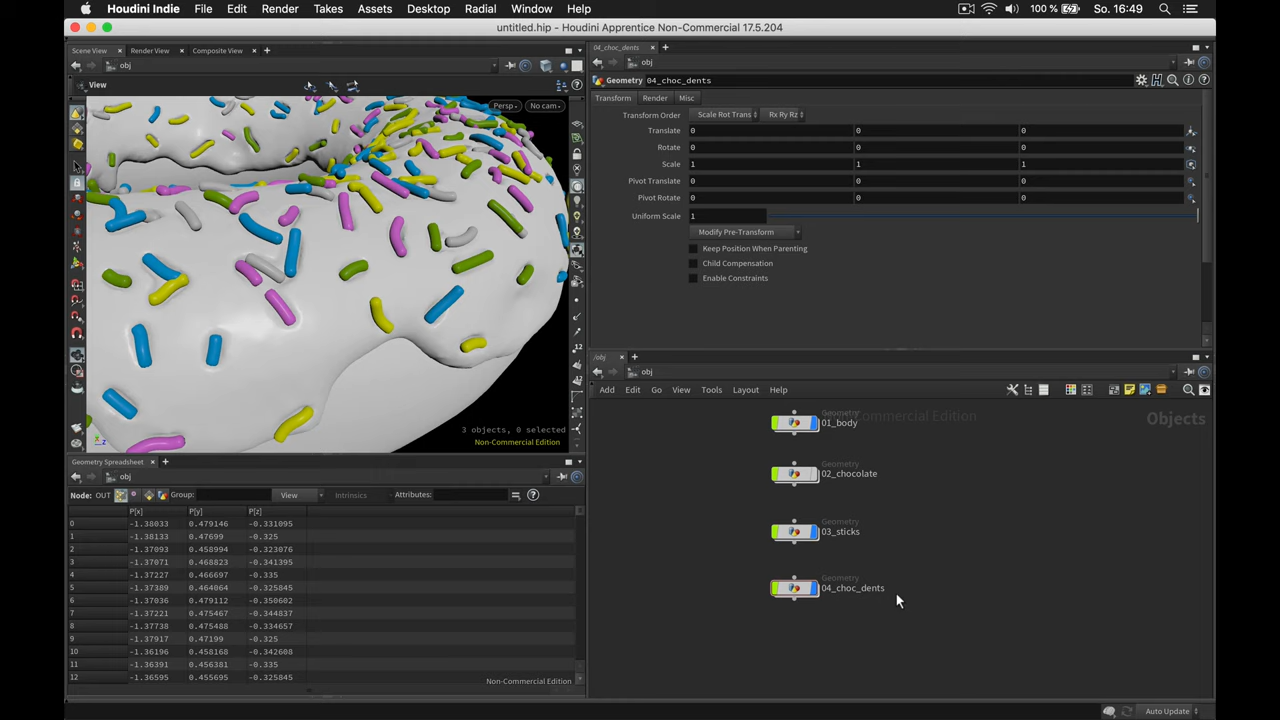 Houdini Indie File Edit Render Takes Assets Desktop Radial Window Help 100 % So. 16:49
untitled.hip - Houdini Apprentice Non-Commercial 17.5.204
Scene View Render View Composite View
obj
View
Persp No cam
3 objects, 0 selected
Non-Commercial Edition
04_choc_dents
obj
Geometry 04_choc_dents
Transform Render Misc
Transform Order Scale Rot Trans Rx Ry Rz
Translate 0 0 0
Rotate 0 0 0
Scale 1 1 1
Pivot Translate 0 0 0
Pivot Rotate 0 0 0
Uniform Scale 1
Modify Pre-Transform
Keep Position When Parenting
Child Compensation
Enable Constraints
/obj
obj
Add Edit Go View Tools Layout Help
Non-Commercial Edition Objects
Geometry
01_body
Geometry
02_chocolate
Geometry
03_sticks
Geometry
04_choc_dents
Geometry Spreadsheet
obj
Node: OUT Group: View Intrinsics Attributes:
P[x] P[y] P[z]
0 -1.38033 0.479146 -0.331095
1 -1.38133 0.47699 -0.325
2 -1.37093 0.458994 -0.323076
3 -1.37071 0.468823 -0.341395
4 -1.37227 0.466697 -0.335
5 -1.37389 0.464064 -0.325845
6 -1.37036 0.479112 -0.350602
7 -1.37221 0.475467 -0.344837
8 -1.37738 0.475488 -0.334657
9 -1.37917 0.47199 -0.325
10 -1.36196 0.458168 -0.342608
11 -1.36391 0.456381 -0.335
12 -1.36595 0.455695 -0.325845
Non-Commercial Edition
Auto Update